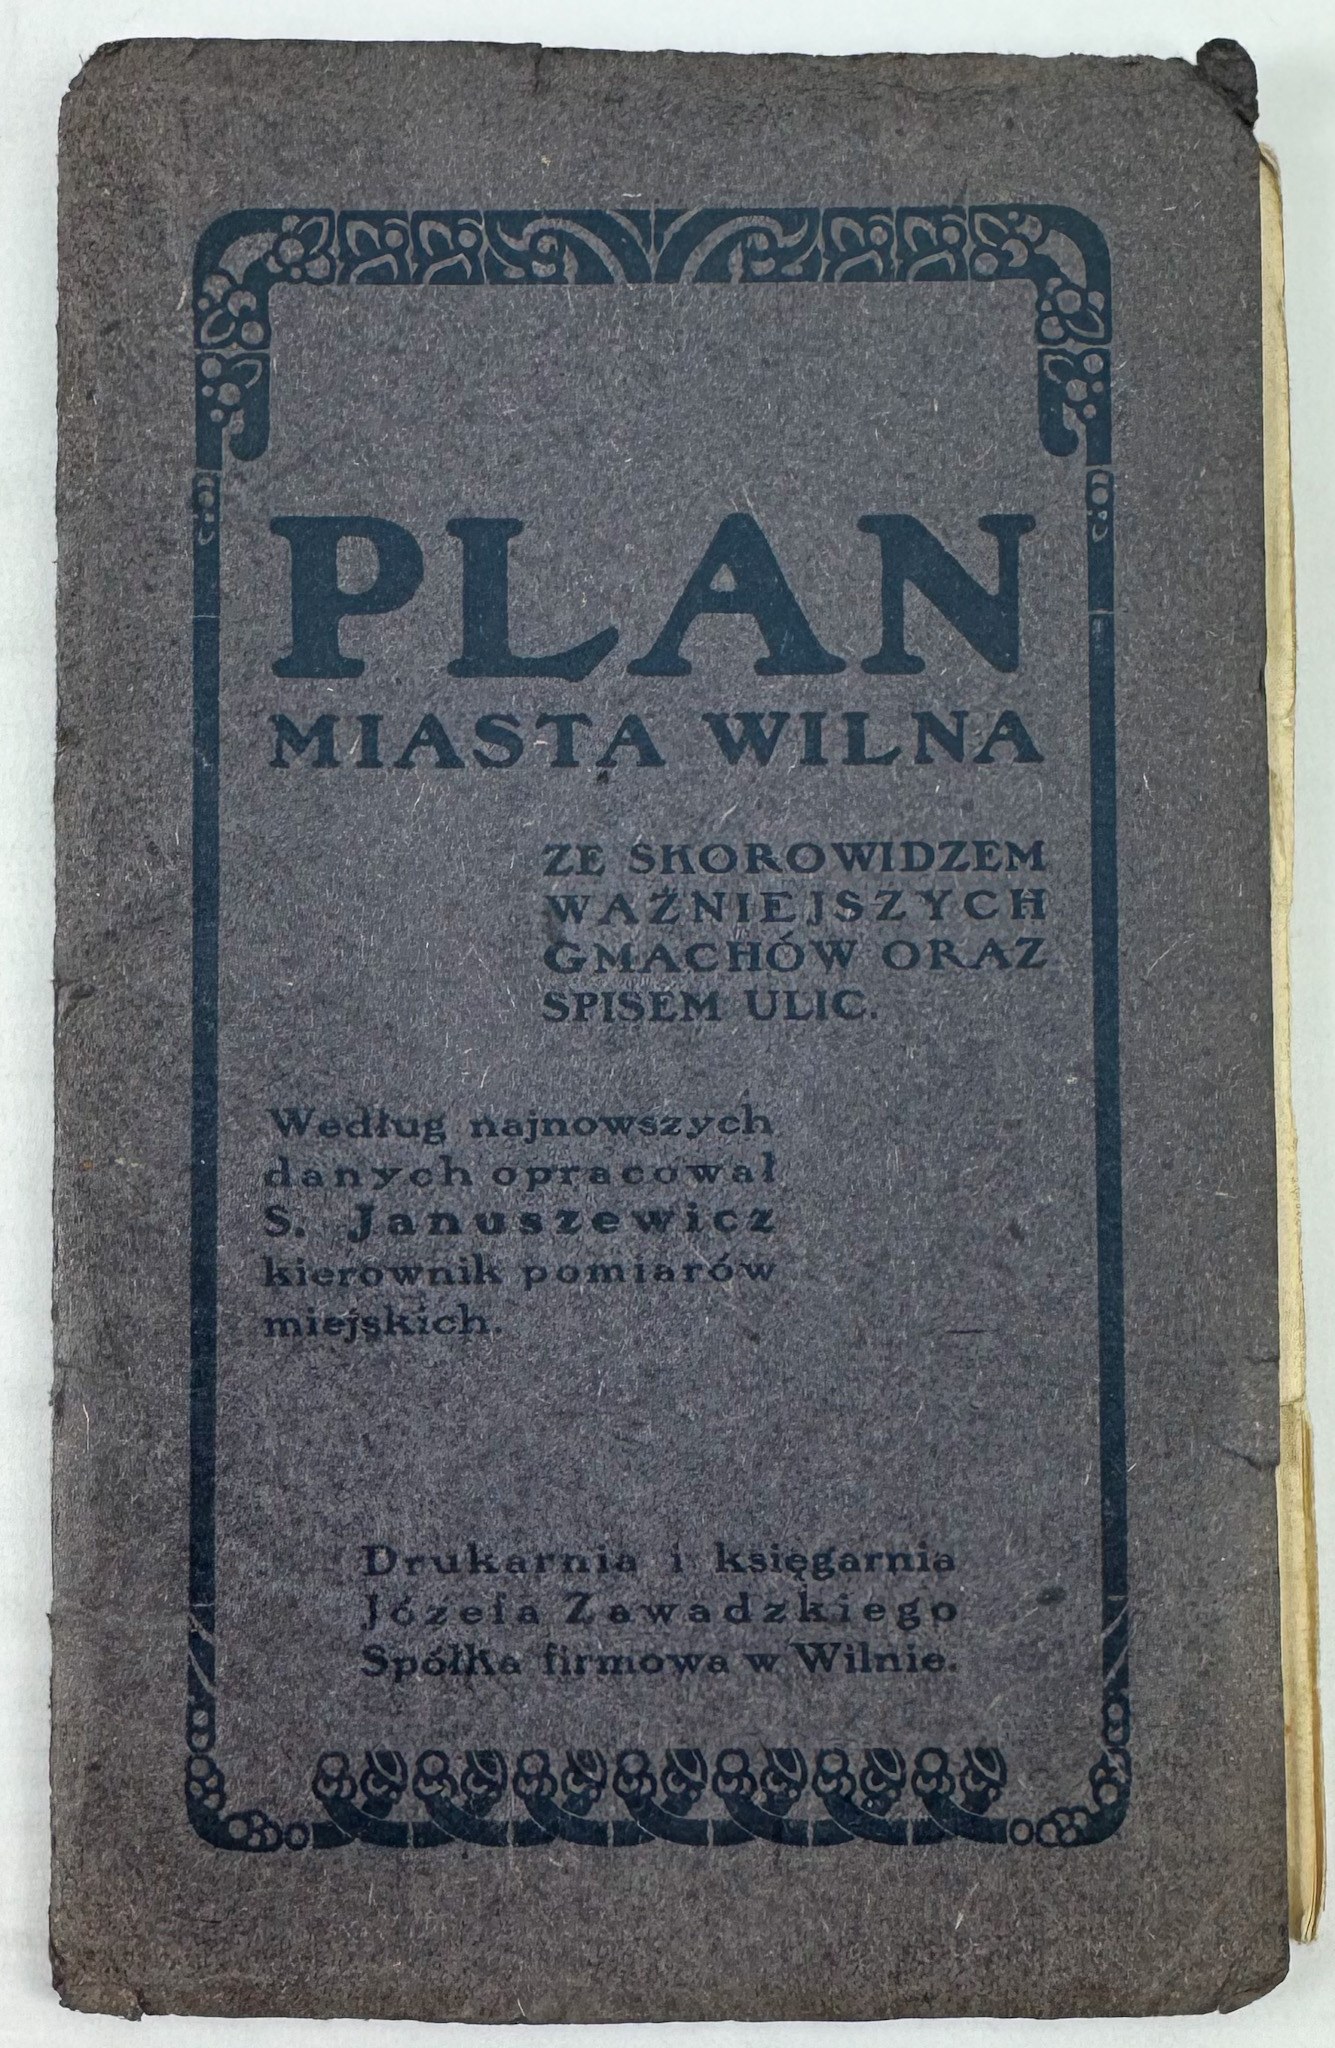 PLAN
MIASTA WILNA
ZE SKOROWIDZEM
WAŻNIEJSZYCH
GMACHÓW ORAZ
SPISEM ULIC.
Według najnowszych
danych opracował
S. Januszewicz
kierownik pomiarów
miejskich.
Drukarnia i księgarnia
Józefa Zawadzkiego
Spółka firmowa w Wilnie.